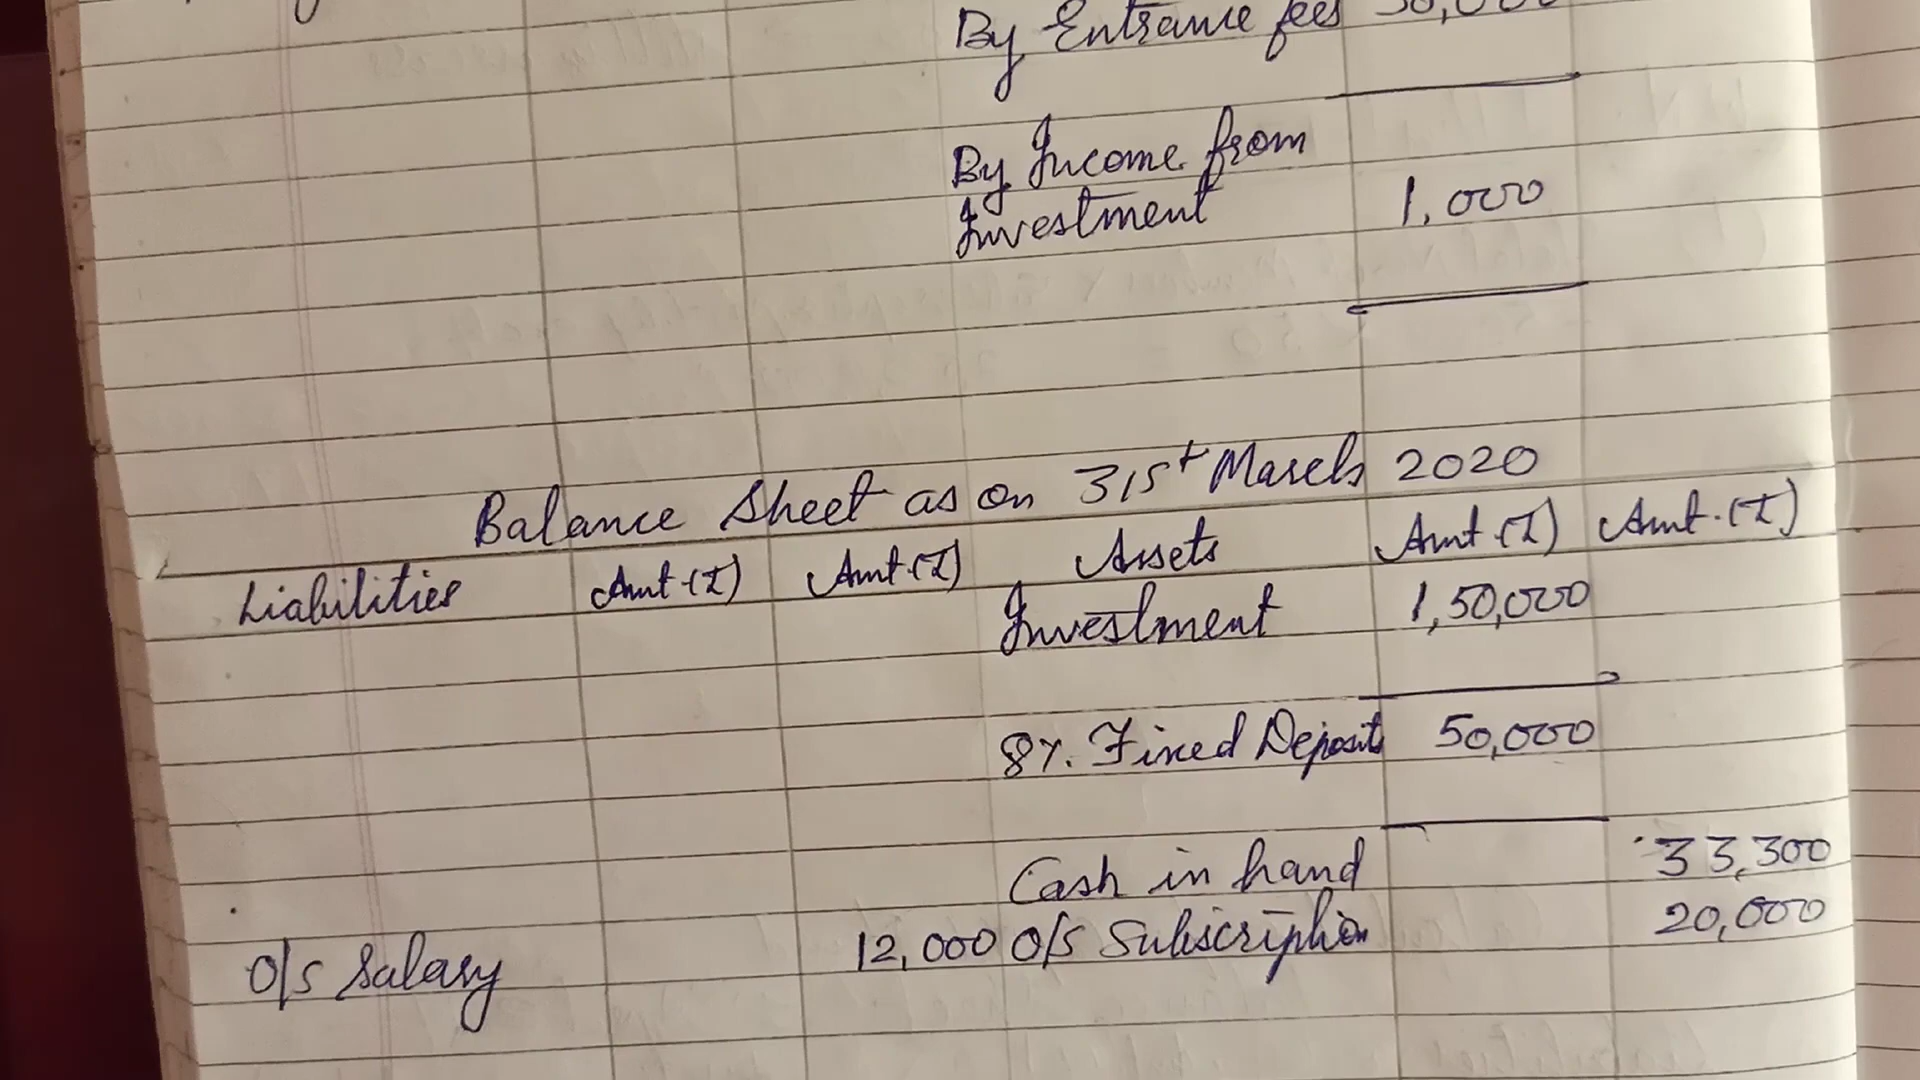 By Entrance fees
By Income from
Investment 1,000
Balance Sheet as on 31st March 2020
Liabilities Amt (₹) Amt (₹) Assets Amt (₹) Amt. (₹)
Investment 1,50,000
8%. Fixed Deposit 50,000
Cash in hand 33,300
O/s Salary 12,000 O/s Subscription 20,000